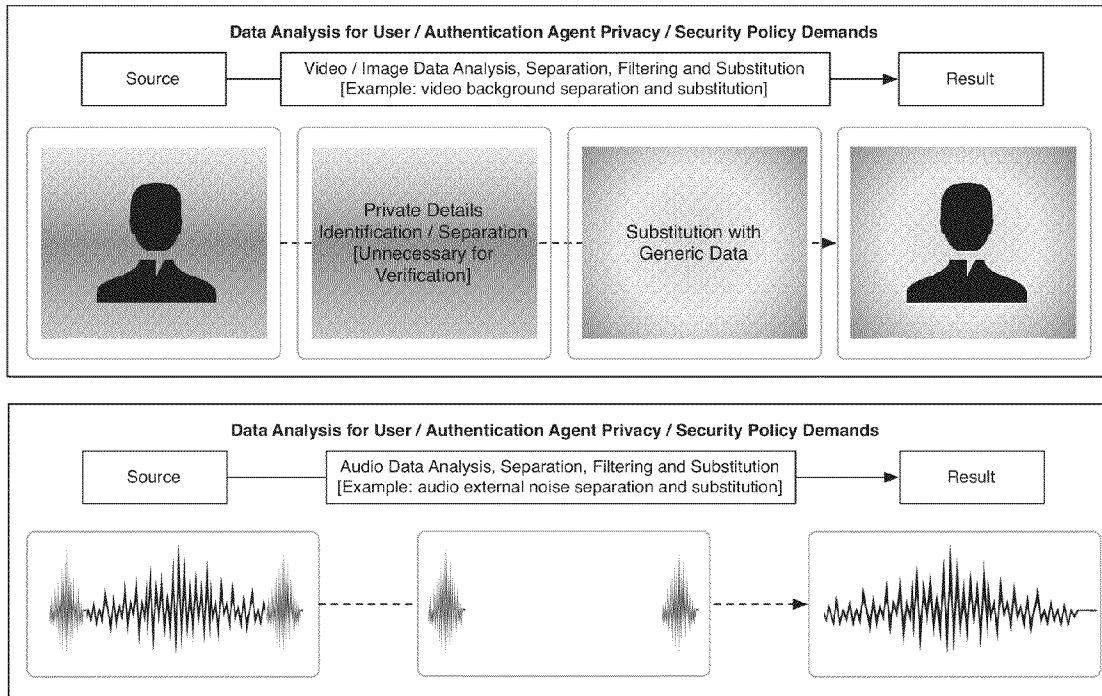 Data Analysis for User / Authentication Agent Privacy / Security Policy Demands
Source
Video / Image Data Analysis, Separation, Filtering and Substitution
[Example: video background separation and substitution]
Result
Private Details
Identification / Separation
[Unnecessary for
Verification]
Substitution with
Generic Data
Data Analysis for User / Authentication Agent Privacy / Security Policy Demands
Source
Audio Data Analysis, Separation, Filtering and Substitution
[Example: audio external noise separation and substitution]
Result